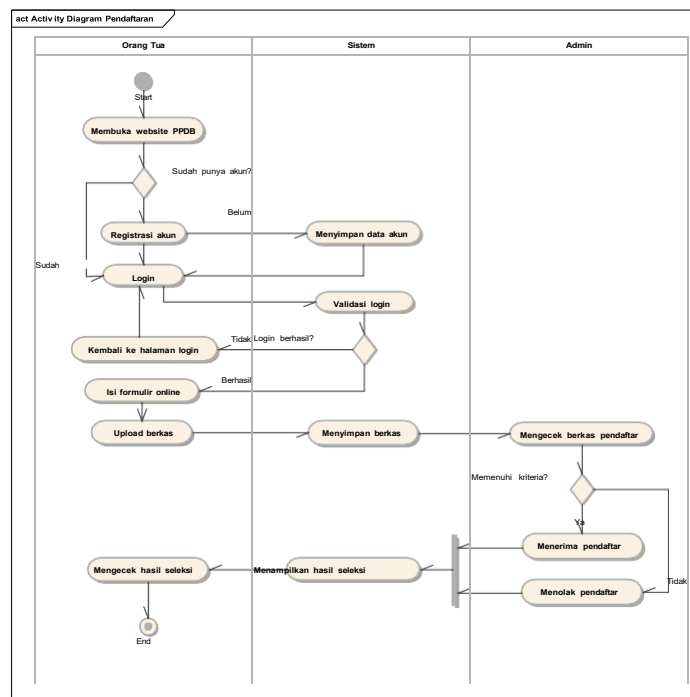 act Activity Diagram Pendaftaran
Orang Tua
Sistem
Admin
Start
Membuka website PPDB
Sudah punya akun?
Belum
Registrasi akun
Menyimpan data akun
Sudah
Login
Validasi login
Tidak
Login berhasil?
Kembali ke halaman login
Berhasil
Isi formulir online
Upload berkas
Menyimpan berkas
Mengecek berkas pendaftar
Memenuhi kriteria?
Ya
Menerima pendaftar
Mengecek hasil seleksi
Menampilkan hasil seleksi
Tidak
Menolak pendaftar
End